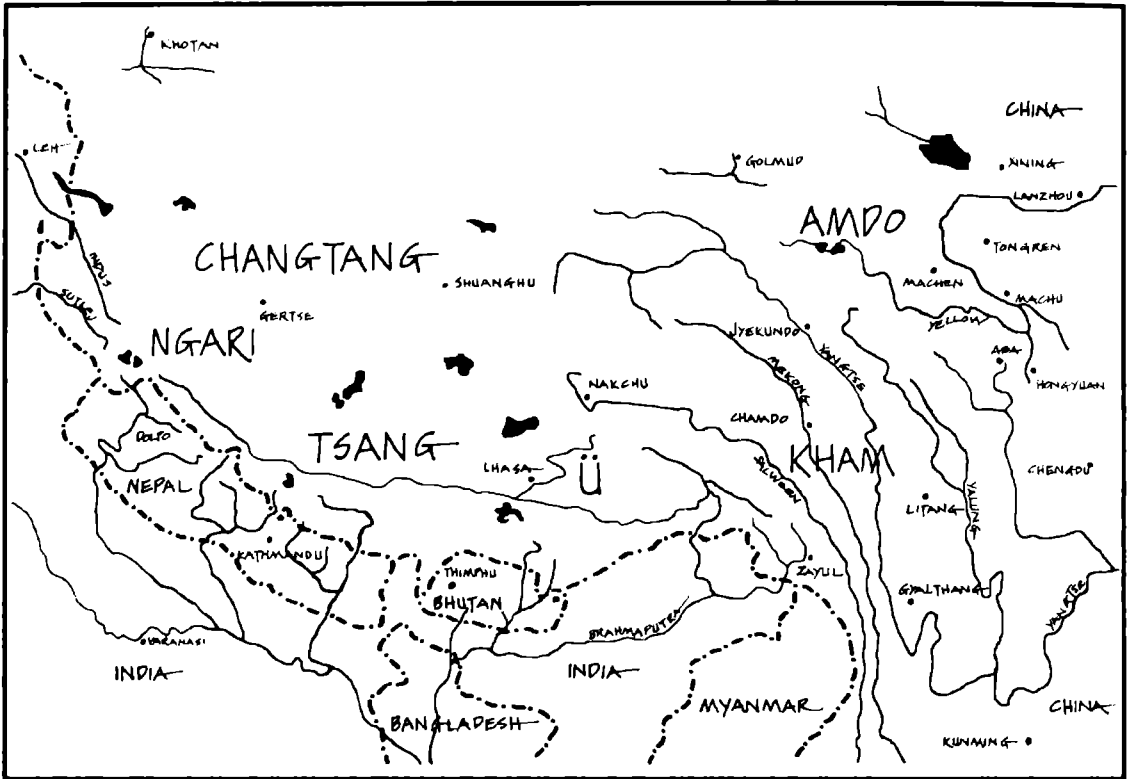 KHOTAN
CHINA
LEH
GOLMUD
XINING
LANZHOU
AMDO
TONGREN
CHANGTANG
INDUS
SHUANGHU
MACHEN
MACHU
SUTLEJ
GERTSE
YELLOW
NGARI
JYEKUNDO
YANGTSE
ABA
MEKONG
HONGYUAN
NAKCHU
CHAMDO
DOLPO
TSANG
KHAM
LHASA
Ü
CHENGDU
SALWEEN
NEPAL
LITANG
YALUNG
KATHMANDU
THIMPHU
ZAYUL
BHUTAN
GYALTHANG
YANGTSE
BRAHMAPUTRA
VARANASI
INDIA
INDIA
MYANMAR
CHINA
BANGLADESH
KUNMING